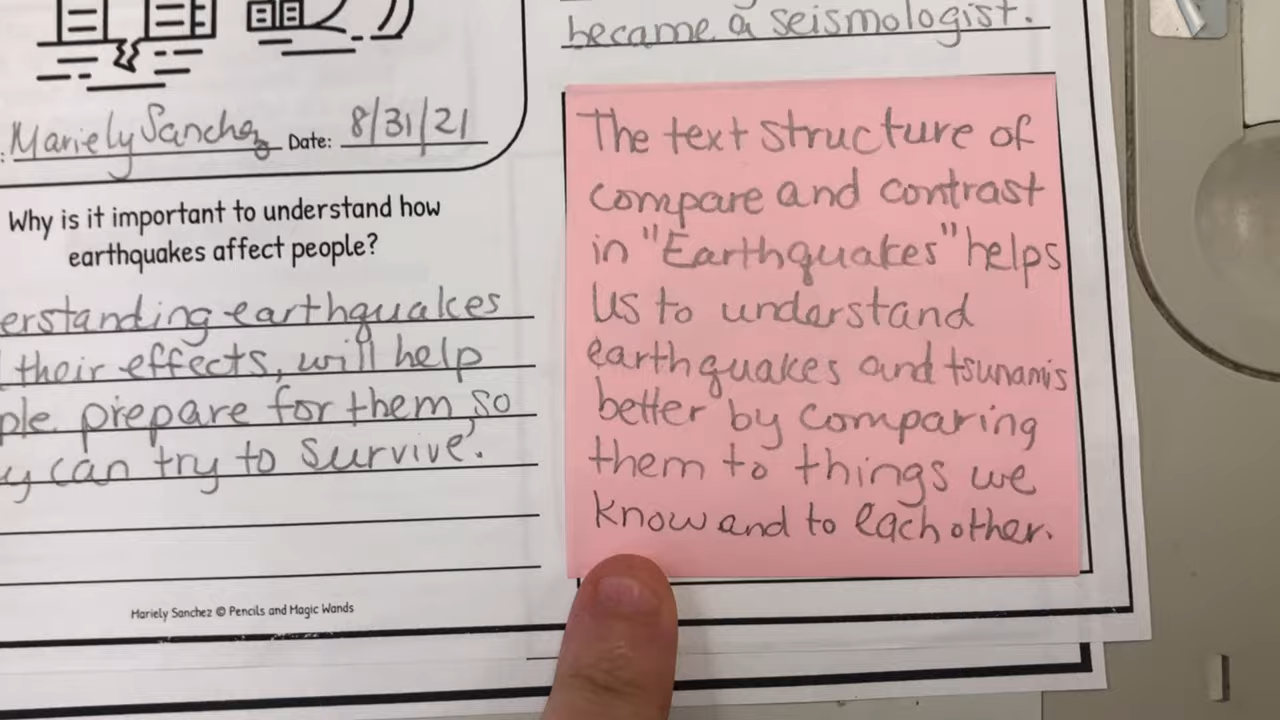 became a seismologist.
: Mariely Sanchez Date: 8/31/21
Why is it important to understand how
earthquakes affect people?
erstanding earthquakes
their effects, will help
ple prepare for them so
y can try to survive.
Mariely Sanchez © Pencils and Magic Wands
The text structure of
compare and contrast
in "Earthquakes" helps
us to understand
earthquakes and tsunamis
better by comparing
them to things we
know and to each other.